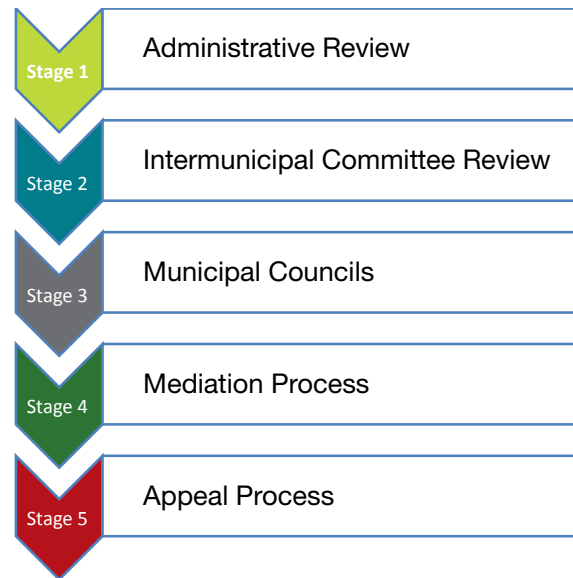 Stage 1
Administrative Review
Stage 2
Intermunicipal Committee Review
Stage 3
Municipal Councils
Stage 4
Mediation Process
Stage 5
Appeal Process